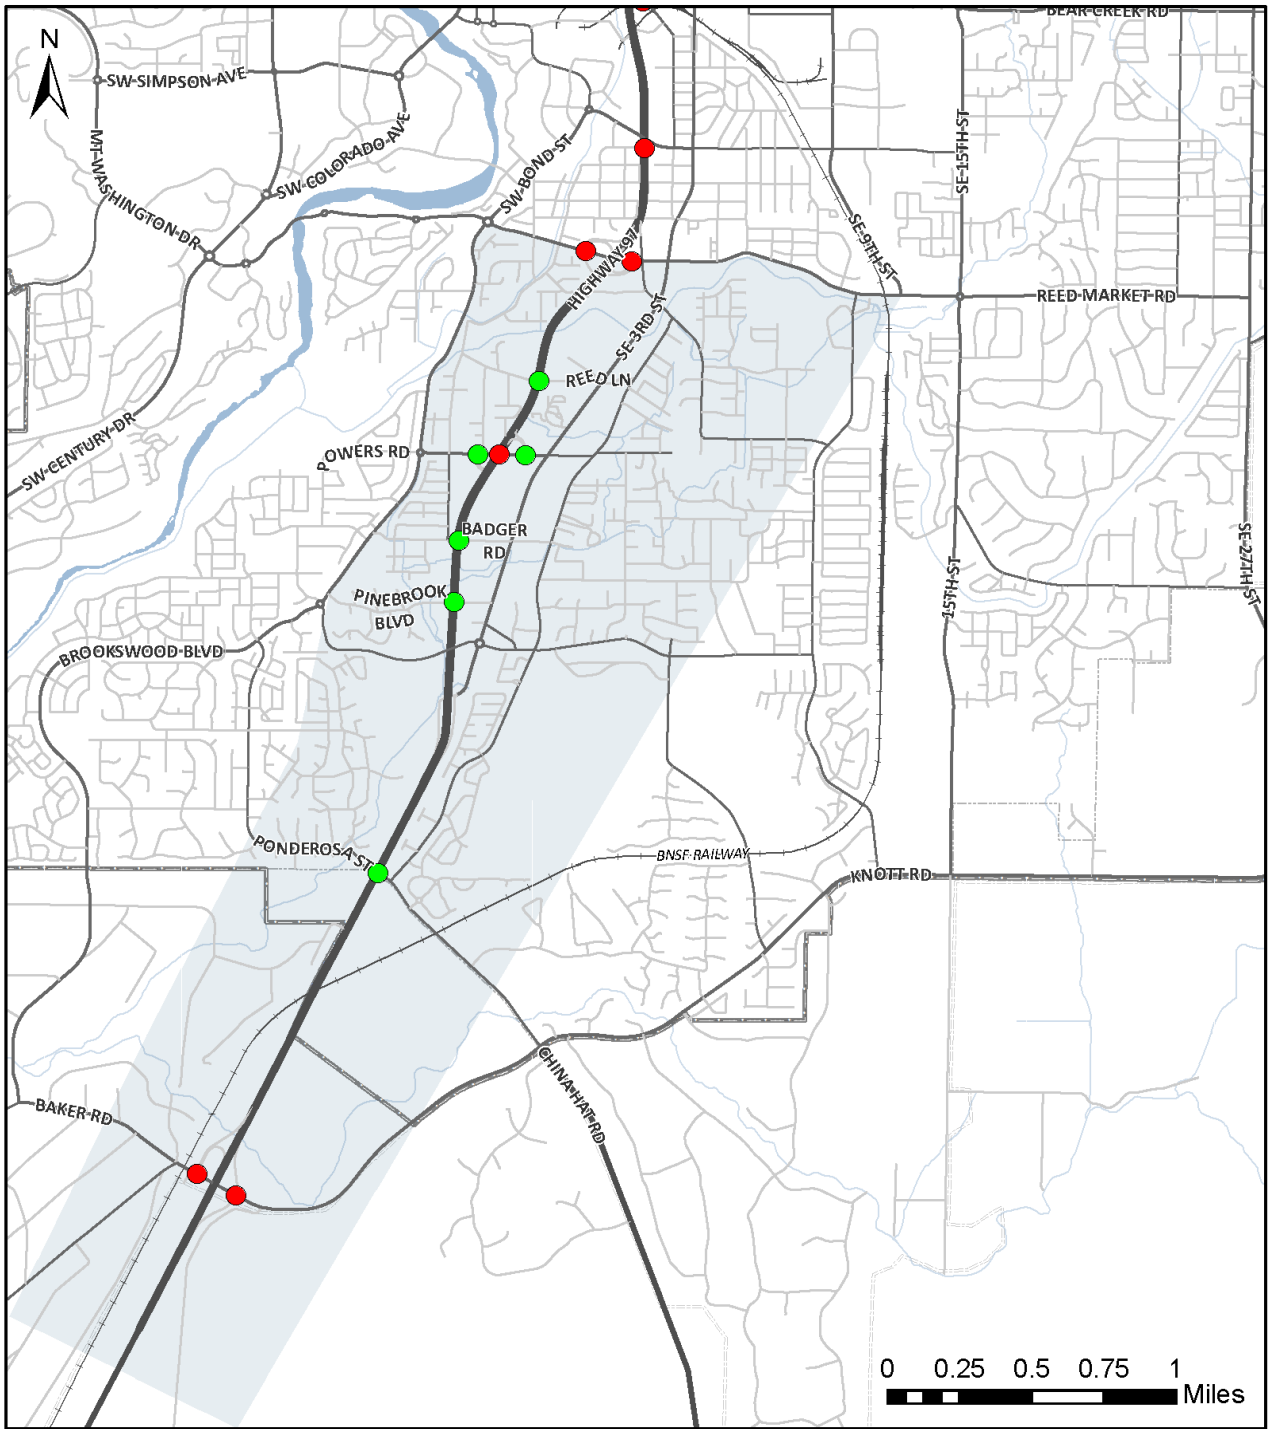 BEAR CREEK RD
N
SW SIMPSON AVE
MT WASHINGTON DR
SW COLORADO AVE
SW BOND ST
SE 15TH ST
SE 9TH ST
HIGHWAY 97
REED MARKET RD
SE 3RD ST
REED LN
SW CENTURY DR
POWERS RD
BADGER
RD
SE 27TH ST
PINEBROOK
BLVD
15TH ST
BROOKSWOOD BLVD
PONDEROSA ST
BNSF RAILWAY
KNOTT RD
CHINA HAT RD
BAKER RD
0 0.25 0.5 0.75 1
Miles